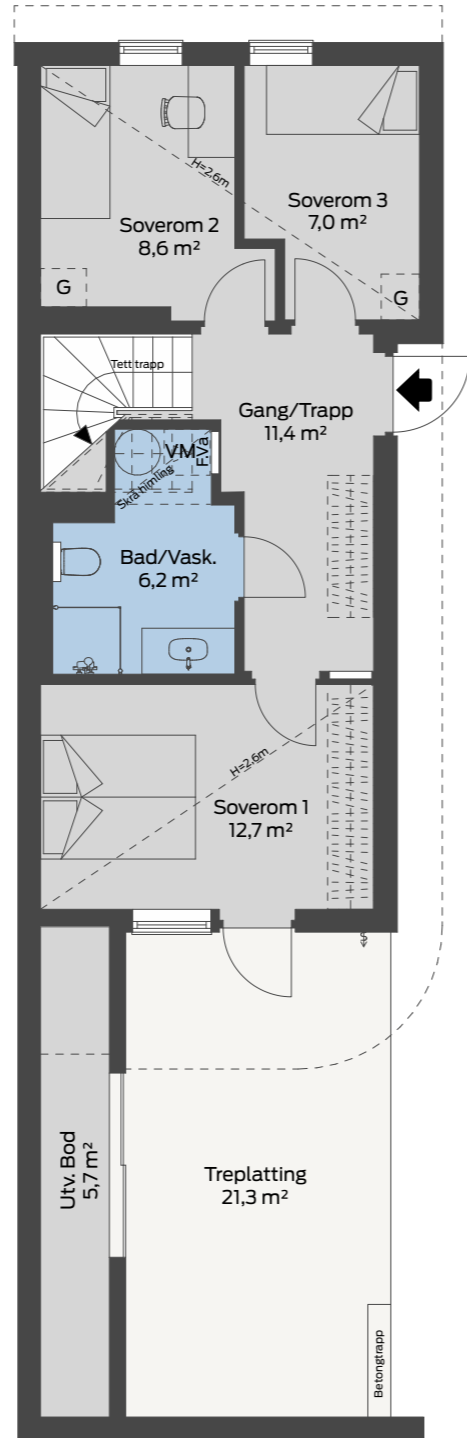 H=2,6m
Soverom 2
8,6 m²
Soverom 3
7,0 m²
G
G
Tett trapp
Gang/Trapp
11,4 m²
VM
F.Va.
Skrå himling
Bad/Vask.
6,2 m²
H=2,6m
Soverom 1
12,7 m²
Utv. Bod
5,7 m²
Treplatting
21,3 m²
Betongtrapp